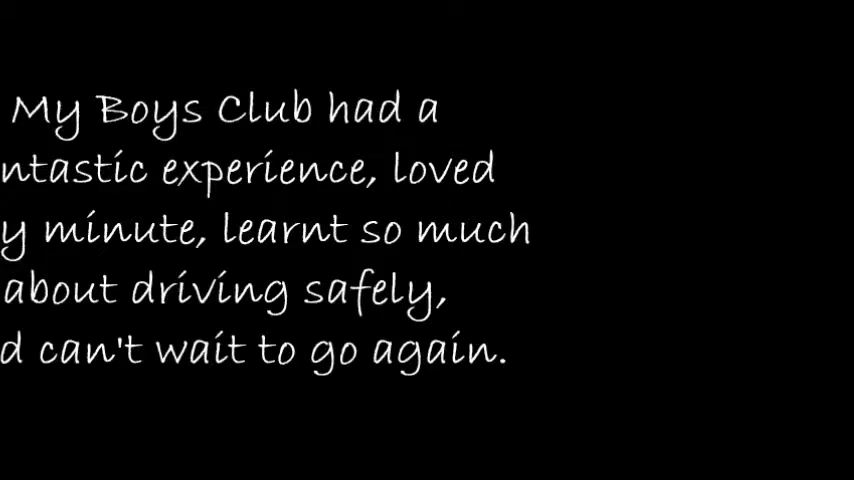 My Boys Club had a
ntastic experience, loved
y minute, learnt so much
about driving safely,
d can't wait to go again.